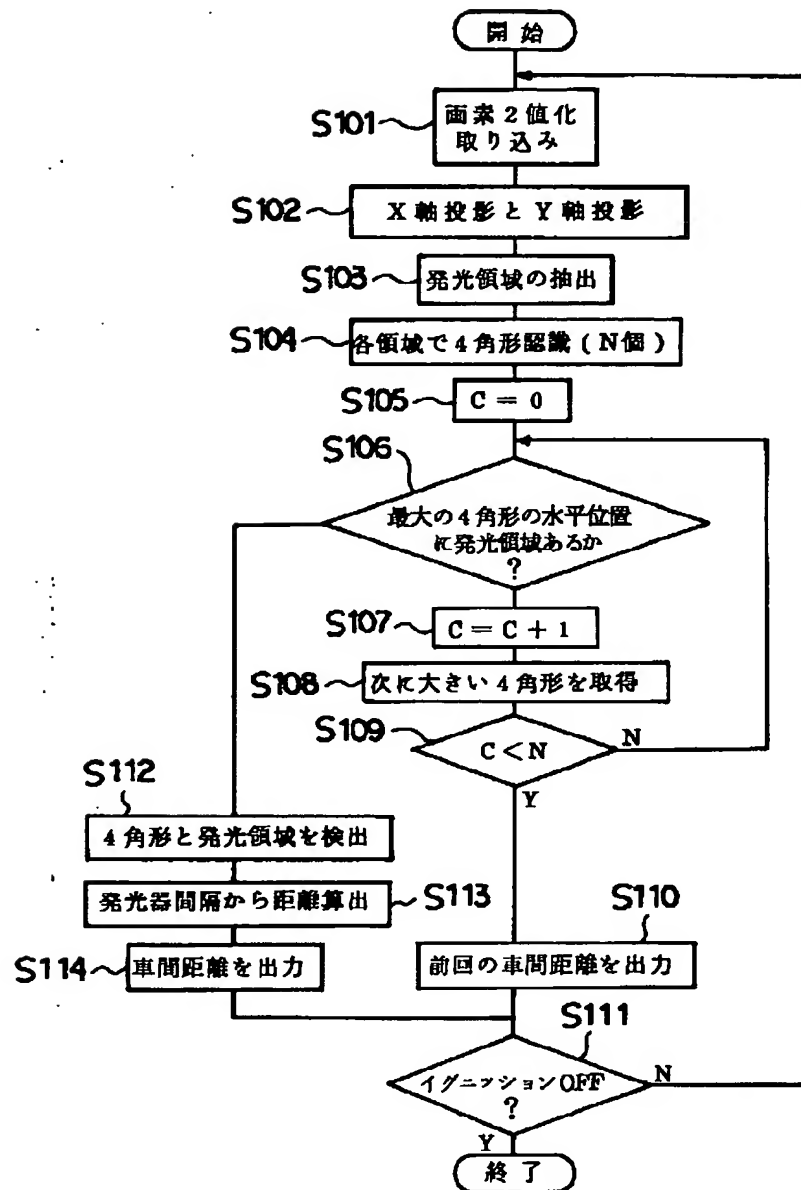 開始
S101
画素2値化
取り込み
S102
X軸投影とY軸投影
S103
発光領域の抽出
S104
各領域で4角形認識(N個)
S105
C=0
S106
最大の4角形の水平位置
に発光領域あるか
?
S107
C=C+1
S108
次に大きい4角形を取得
S109
C<N
N
Y
S112
4角形と発光領域を検出
発光器間隔から距離算出
S113
S110
S114
車間距離を出力
前回の車間距離を出力
S111
イグニッションOFF
?
N
Y
終了